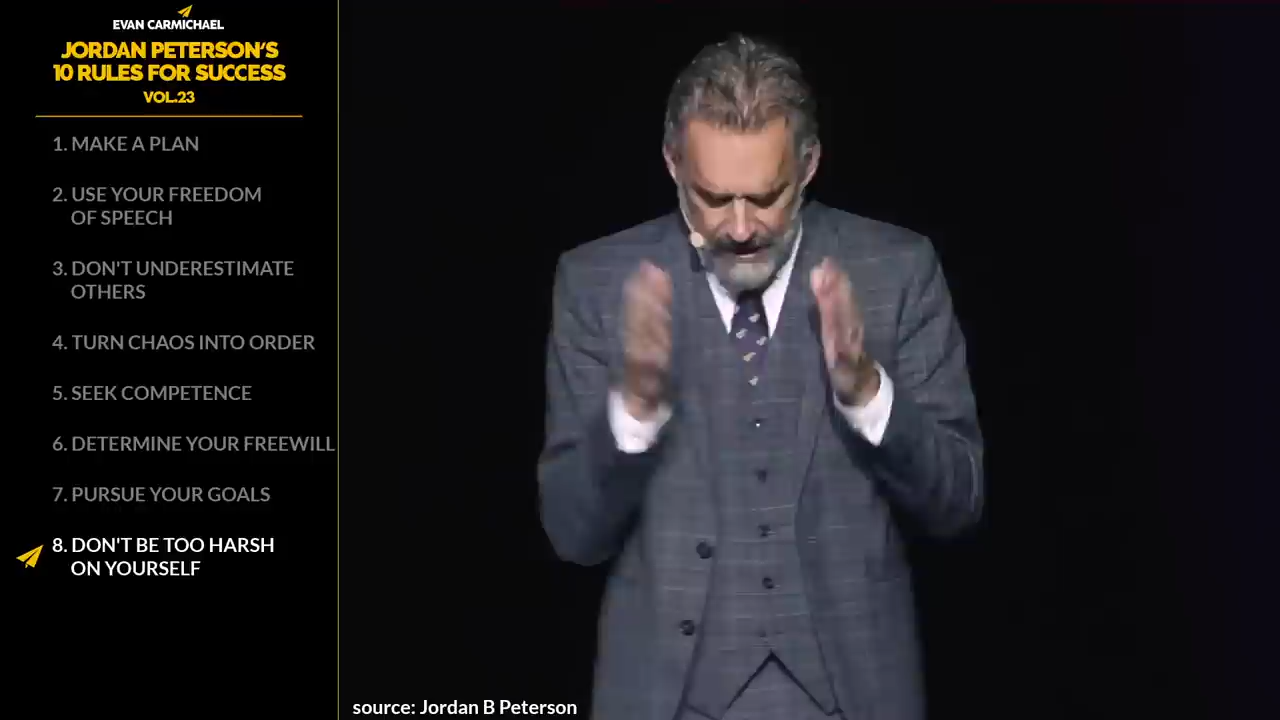 EVAN CARMICHAEL
JORDAN PETERSON'S
10 RULES FOR SUCCESS
VOL.23
1. MAKE A PLAN
2. USE YOUR FREEDOM
OF SPEECH
3. DON'T UNDERESTIMATE
OTHERS
4. TURN CHAOS INTO ORDER
5. SEEK COMPETENCE
6. DETERMINE YOUR FREEWILL
7. PURSUE YOUR GOALS
8. DON'T BE TOO HARSH
ON YOURSELF
source: Jordan B Peterson